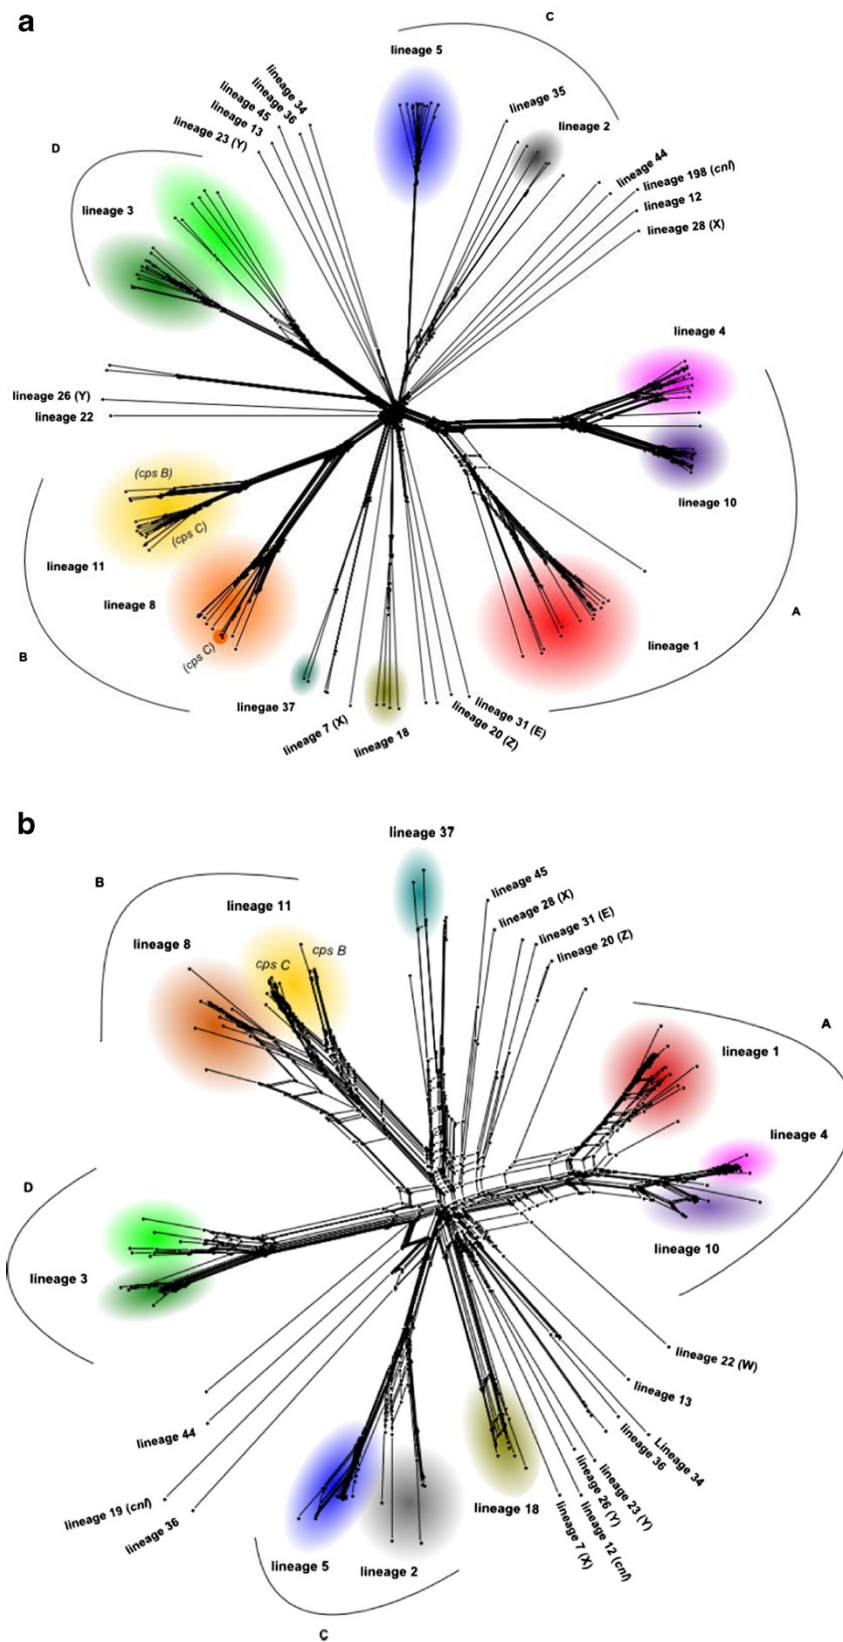 a
C
lineage 5
lineage 34
lineage 36
lineage 45
lineage 13
lineage 23 (Y)
lineage 35
lineage 2
lineage 44
lineage 198 (cnl)
lineage 12
lineage 28 (X)
D
lineage 3
lineage 4
lineage 26 (Y)
lineage 22
(cps B)
(cps C)
lineage 10
lineage 11
lineage 8
A
B
(cps C)
lineage 1
linegae 37
lineage 7 (X)
lineage 18
lineage 31 (E)
lineage 20 (Z)
b
lineage 37
B
lineage 11
lineage 45
lineage 28 (X)
lineage 31 (E)
lineage 20 (Z)
lineage 8
cps C
cps B
A
lineage 1
lineage 4
D
lineage 3
lineage 10
lineage 22 (W)
lineage 13
lineage 44
Lineage 34
lineage 36
lineage 23 (Y)
lineage 26 (Y)
lineage 12 (cnl)
lineage 7 (X)
lineage 19 (cnl)
lineage 36
lineage 18
lineage 5
lineage 2
C